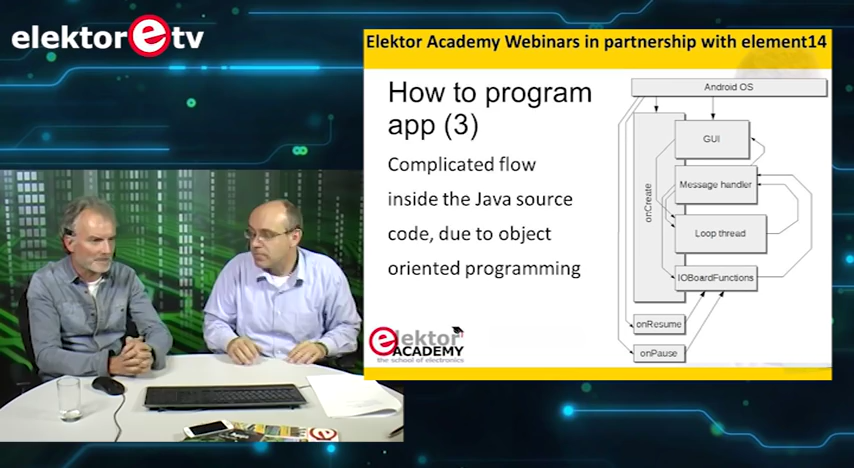 elektor e tv
Elektor Academy Webinars in partnership with element14
How to program
app (3)
Complicated flow
inside the Java source
code, due to object
oriented programming
Android OS
onCreate
GUI
Message handler
Loop thread
IOBoardFunctions
onResume
onPause
elektor
ACADEMY
the school of electronics